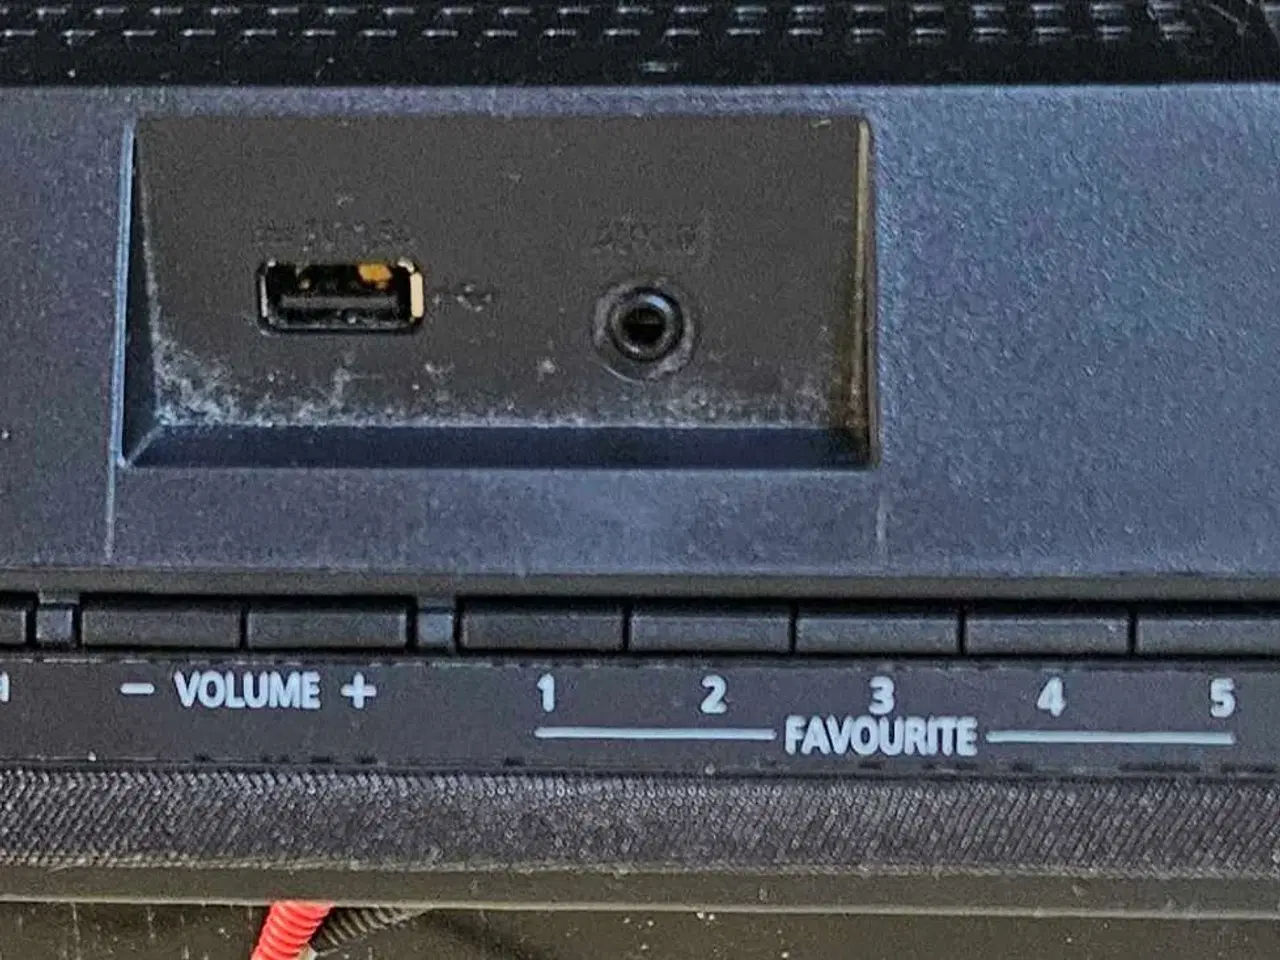 − VOLUME +
1 2 3 4 5
FAVOURITE